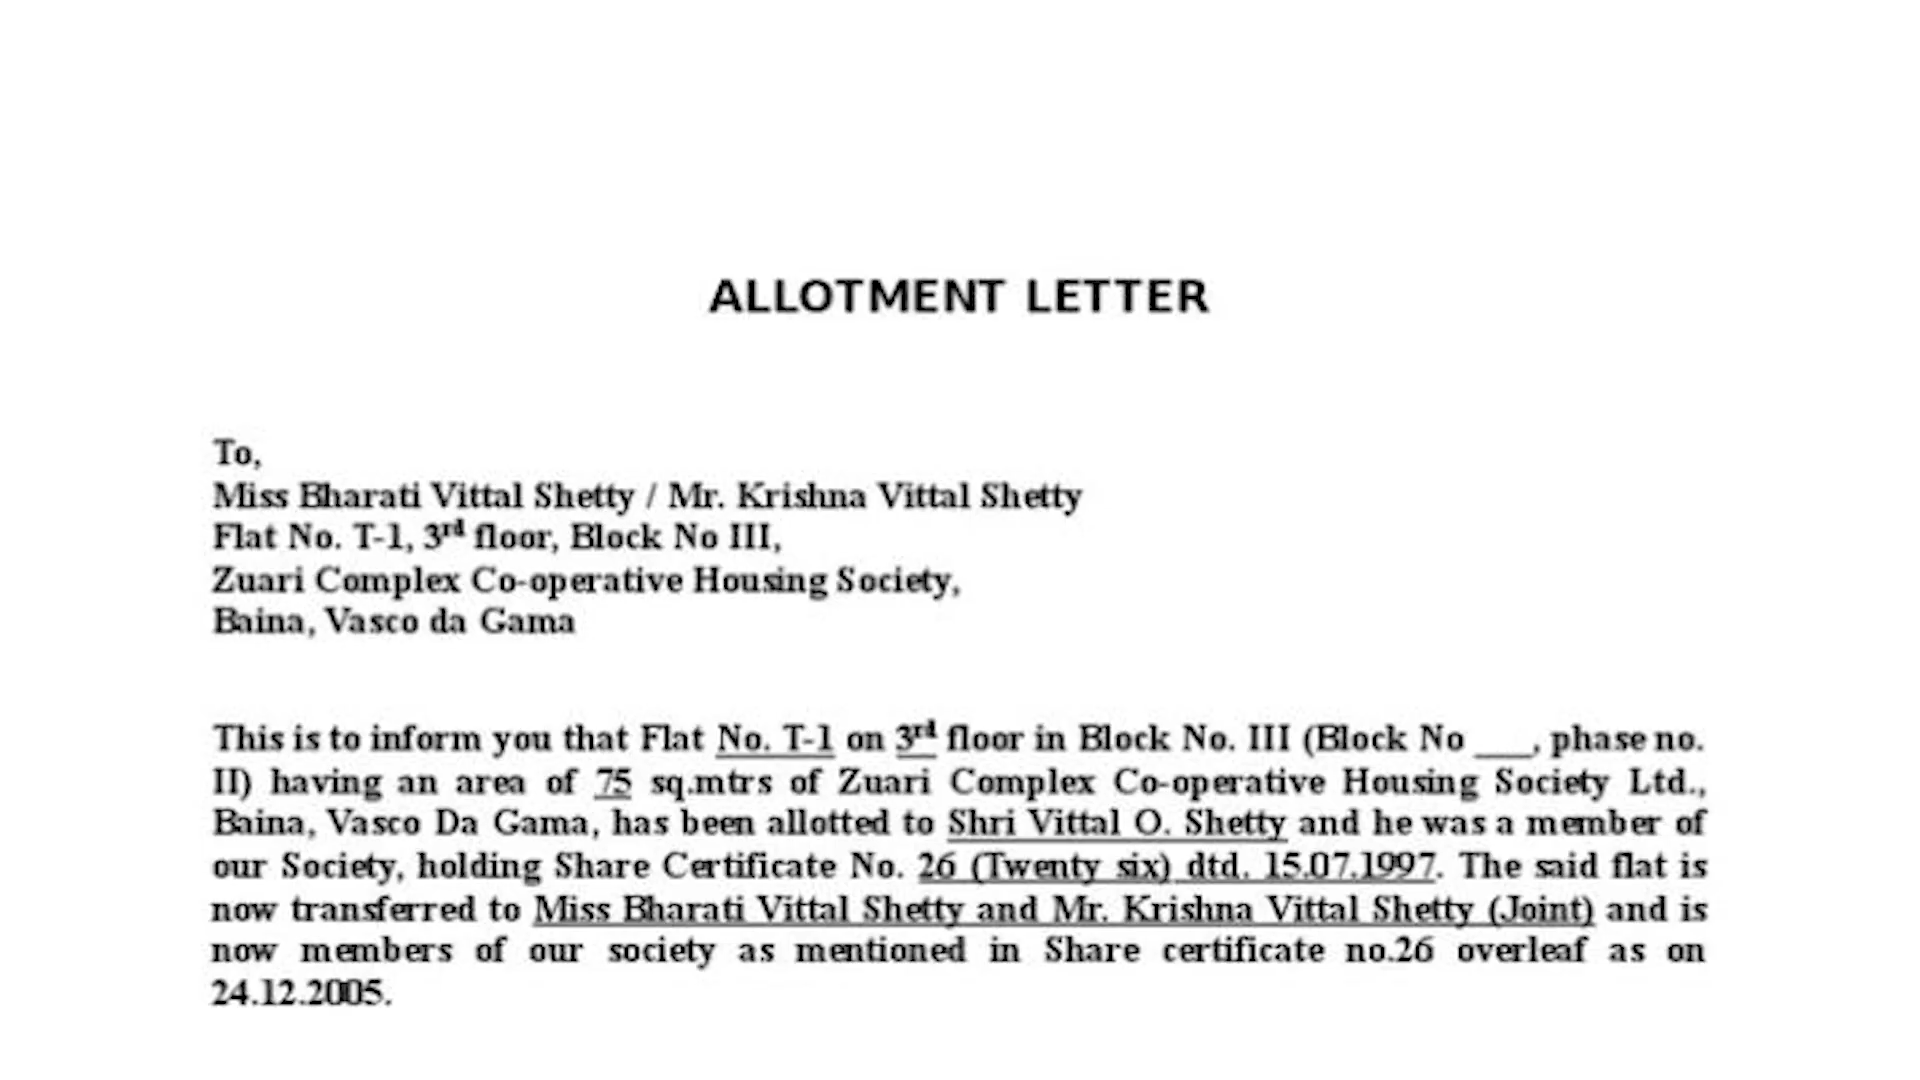 ALLOTMENT LETTER
To,
Miss Bharati Vittal Shetty / Mr. Krishna Vittal Shetty
Flat No. T-1, 3rd floor, Block No III,
Zuari Complex Co-operative Housing Society,
Baina, Vasco da Gama
This is to inform you that Flat No. T-1 on 3rd floor in Block No. III (Block No ___, phase no.
II) having an area of 75 sq.mtrs of Zuari Complex Co-operative Housing Society Ltd.,
Baina, Vasco Da Gama, has been allotted to Shri Vittal O. Shetty and he was a member of
our Society, holding Share Certificate No. 26 (Twenty six) dtd. 15.07.1997. The said flat is
now transferred to Miss Bharati Vittal Shetty and Mr. Krishna Vittal Shetty (Joint) and is
now members of our society as mentioned in Share certificate no.26 overleaf as on
24.12.2005.